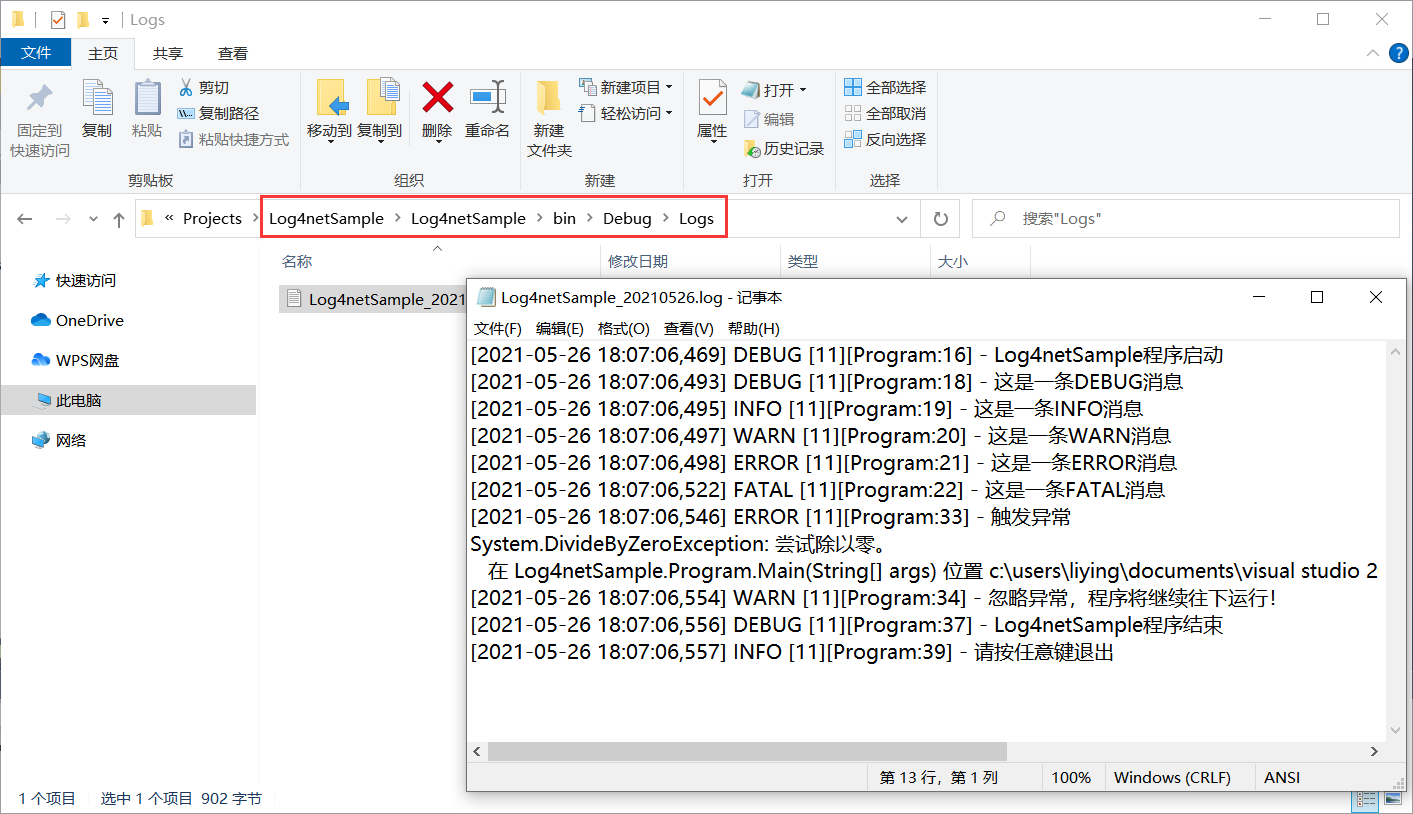 Logs
文件 主页 共享 查看
固定到快速访问 复制 粘贴 剪切 复制路径 粘贴快捷方式 剪贴板
移动到 复制到 删除 重命名 组织
新建文件夹 新建项目 轻松访问 新建
属性 打开 编辑 历史记录 打开
全部选择 全部取消 反向选择 选择
« Projects > Log4netSample > Log4netSample > bin > Debug > Logs
搜索"Logs"
名称 修改日期 类型 大小
快速访问
OneDrive
WPS网盘
此电脑
网络
Log4netSample_2021
Log4netSample_20210526.log - 记事本
文件(F) 编辑(E) 格式(O) 查看(V) 帮助(H)
[2021-05-26 18:07:06,469] DEBUG [11][Program:16] - Log4netSample程序启动
[2021-05-26 18:07:06,493] DEBUG [11][Program:18] - 这是一条DEBUG消息
[2021-05-26 18:07:06,495] INFO [11][Program:19] - 这是一条INFO消息
[2021-05-26 18:07:06,497] WARN [11][Program:20] - 这是一条WARN消息
[2021-05-26 18:07:06,498] ERROR [11][Program:21] - 这是一条ERROR消息
[2021-05-26 18:07:06,522] FATAL [11][Program:22] - 这是一条FATAL消息
[2021-05-26 18:07:06,546] ERROR [11][Program:33] - 触发异常
System.DivideByZeroException: 尝试除以零。
在 Log4netSample.Program.Main(String[] args) 位置 c:\users\liying\documents\visual studio 2
[2021-05-26 18:07:06,554] WARN [11][Program:34] - 忽略异常，程序将继续往下运行！
[2021-05-26 18:07:06,556] DEBUG [11][Program:37] - Log4netSample程序结束
[2021-05-26 18:07:06,557] INFO [11][Program:39] - 请按任意键退出
第 13 行，第 1 列 100% Windows (CRLF) ANSI
1 个项目 选中 1 个项目 902 字节